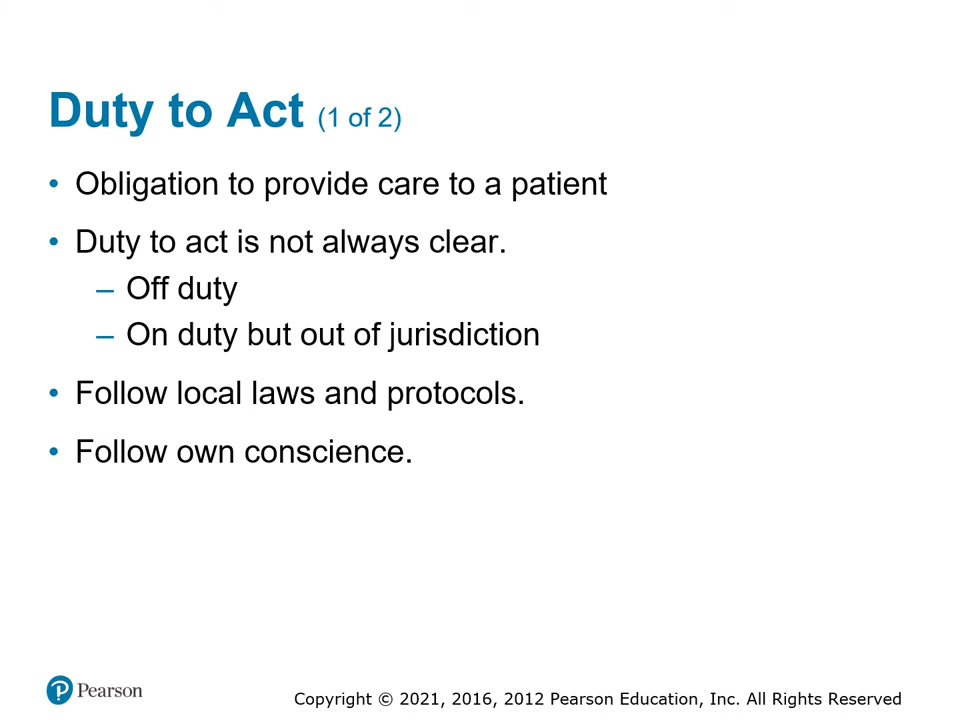 Duty to Act (1 of 2)
• Obligation to provide care to a patient
• Duty to act is not always clear.
– Off duty
– On duty but out of jurisdiction
• Follow local laws and protocols.
• Follow own conscience.
P Pearson
Copyright © 2021, 2016, 2012 Pearson Education, Inc. All Rights Reserved